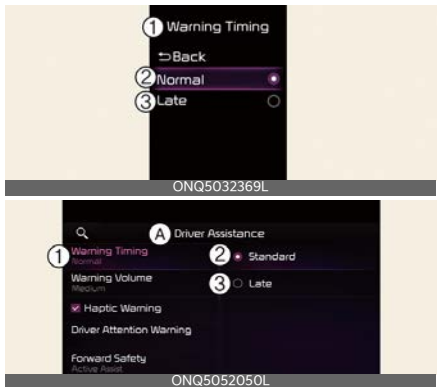 ① Warning Timing
Back
② Normal
③ Late
ONQ5032369L
Ⓐ Driver Assistance
① Warning Timing
Normal
② Standard
Warning Volume
Medium
③ Late
Haptic Warning
Driver Attention Warning
Forward Safety
Active Assist
ONQ5052050L